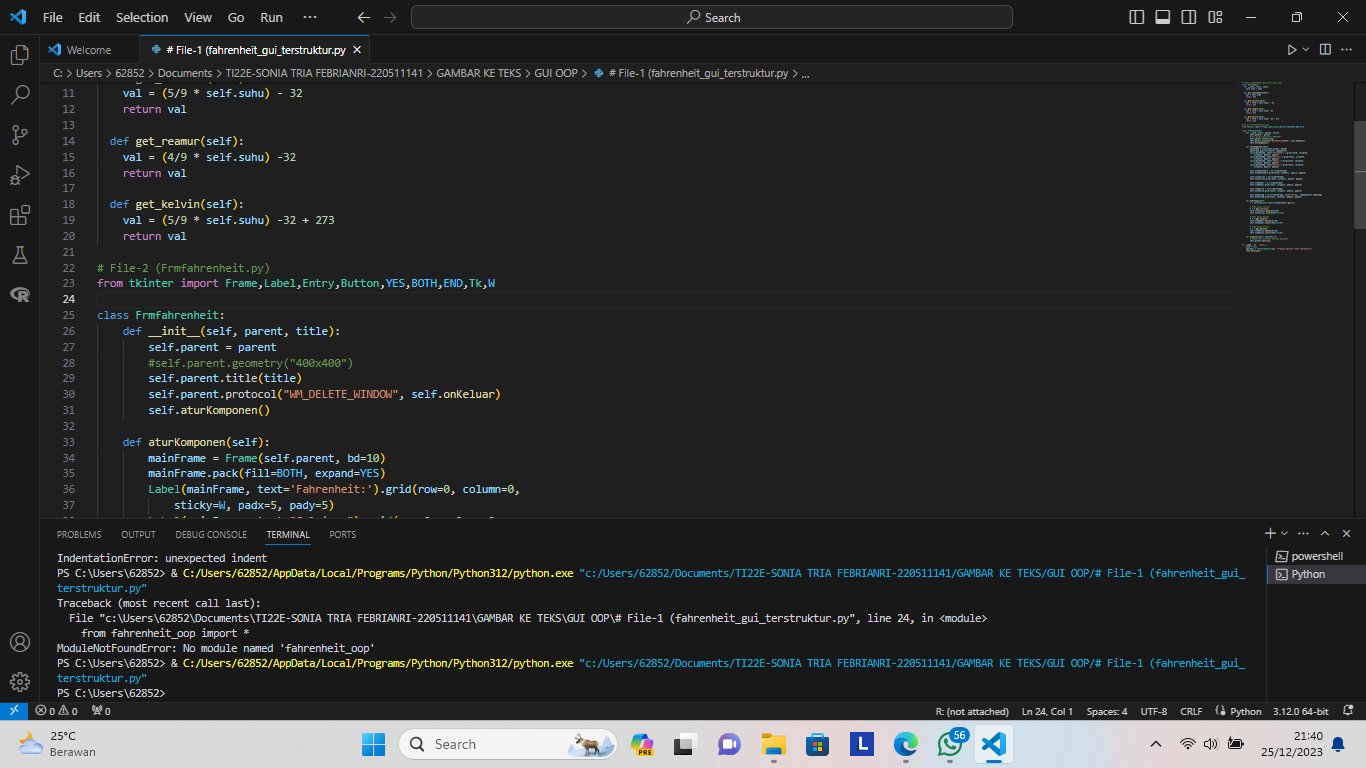 File Edit Selection View Go Run ··· Search
Welcome # File-1 (fahrenheit_gui_terstruktur.py
C: > Users > 62852 > Documents > TI22E-SONIA TRIA FEBRIANRI-220511141 > GAMBAR KE TEKS > GUI OOP > # File-1 (fahrenheit_gui_terstruktur.py > ...
11 val = (5/9 * self.suhu) - 32
12 return val
13
14 def get_reamur(self):
15 val = (4/9 * self.suhu) -32
16 return val
17
18 def get_kelvin(self):
19 val = (5/9 * self.suhu) -32 + 273
20 return val
21
22 # File-2 (Frmfahrenheit.py)
23 from tkinter import Frame,Label,Entry,Button,YES,BOTH,END,Tk,W
24
25 class Frmfahrenheit:
26 def __init__(self, parent, title):
27 self.parent = parent
28 #self.parent.geometry("400x400")
29 self.parent.title(title)
30 self.parent.protocol("WM_DELETE_WINDOW", self.onKeluar)
31 self.aturKomponen()
32
33 def aturKomponen(self):
34 mainFrame = Frame(self.parent, bd=10)
35 mainFrame.pack(fill=BOTH, expand=YES)
36 Label(mainFrame, text='Fahrenheit:').grid(row=0, column=0,
37 sticky=W, padx=5, pady=5)
PROBLEMS OUTPUT DEBUG CONSOLE TERMINAL PORTS
powershell
Python
IndentationError: unexpected indent
PS C:\Users\62852> & C:/Users/62852/AppData/Local/Programs/Python/Python312/python.exe "c:/Users/62852/Documents/TI22E-SONIA TRIA FEBRIANRI-220511141/GAMBAR KE TEKS/GUI OOP/# File-1 (fahrenheit_gui_
terstruktur.py"
Traceback (most recent call last):
File "c:\Users\62852\Documents\TI22E-SONIA TRIA FEBRIANRI-220511141\GAMBAR KE TEKS\GUI OOP\# File-1 (fahrenheit_gui_terstruktur.py", line 24, in <module>
from fahrenheit_oop import *
ModuleNotFoundError: No module named 'fahrenheit_oop'
PS C:\Users\62852> & C:/Users/62852/AppData/Local/Programs/Python/Python312/python.exe "c:/Users/62852/Documents/TI22E-SONIA TRIA FEBRIANRI-220511141/GAMBAR KE TEKS/GUI OOP/# File-1 (fahrenheit_gui_
terstruktur.py"
PS C:\Users\62852>
0 0 0 R: (not attached) Ln 24, Col 1 Spaces: 4 UTF-8 CRLF Python 3.12.0 64-bit
25°C
Berawan
Search
PRE
L
56
21:40
25/12/2023